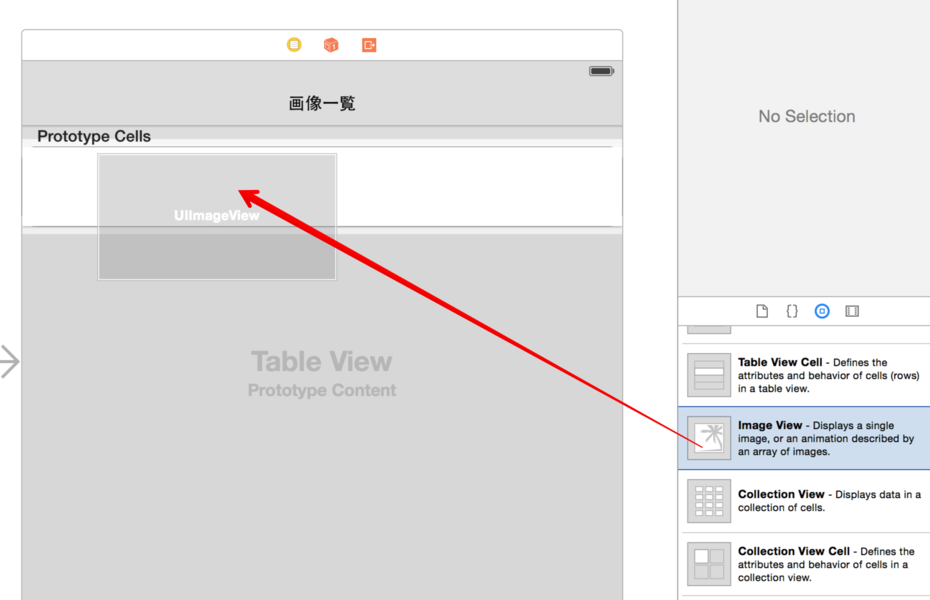 画像一覧
Prototype Cells
UIImageView
Table View
Prototype Content
No Selection
{}
Table View Cell - Defines the
attributes and behavior of cells (rows)
in a table view.
Image View - Displays a single
image, or an animation described by
an array of images.
Collection View - Displays data in a
collection of cells.
Collection View Cell - Defines the
attributes and behavior of cells in a
collection view.